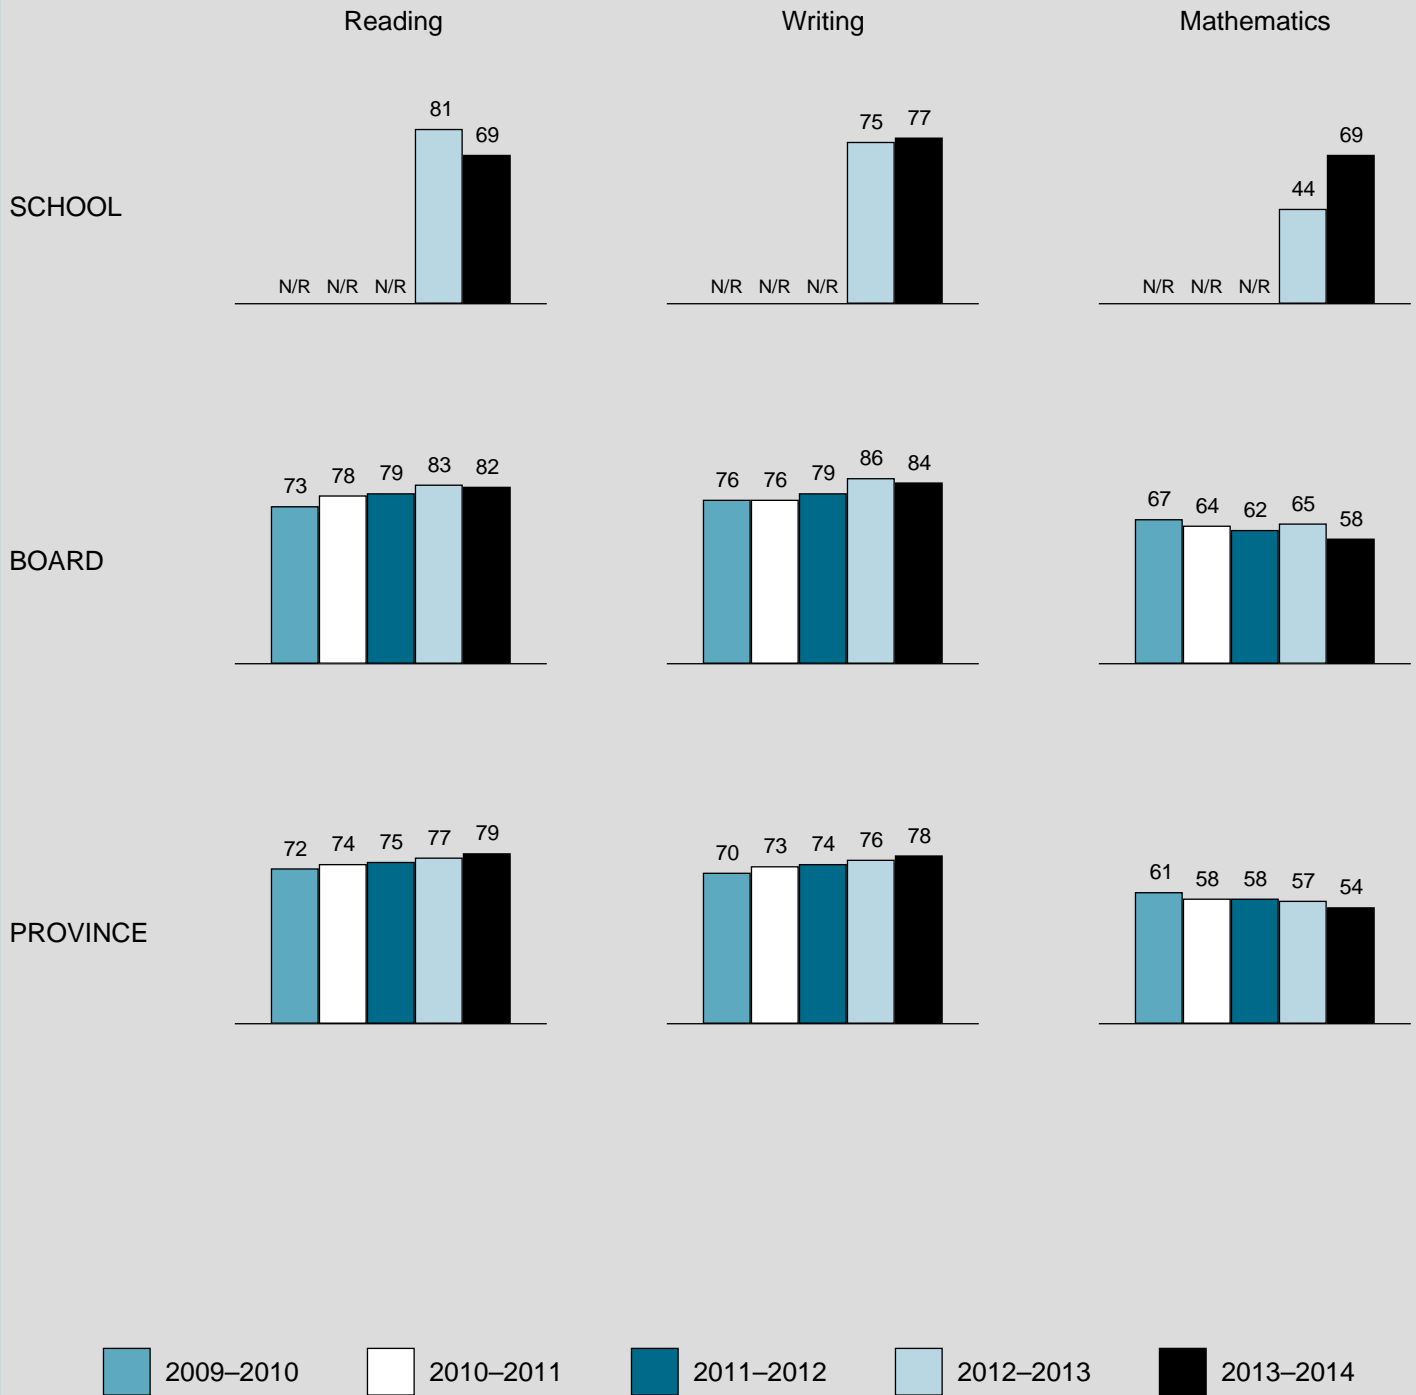 Reading Writing Mathematics
SCHOOL
81 69
N/R N/R N/R
75 77
N/R N/R N/R
44 69
N/R N/R N/R
BOARD
73 78 79 83 82
76 76 79 86 84
67 64 62 65 58
PROVINCE
72 74 75 77 79
70 73 74 76 78
61 58 58 57 54
2009–2010 2010–2011 2011–2012 2012–2013 2013–2014